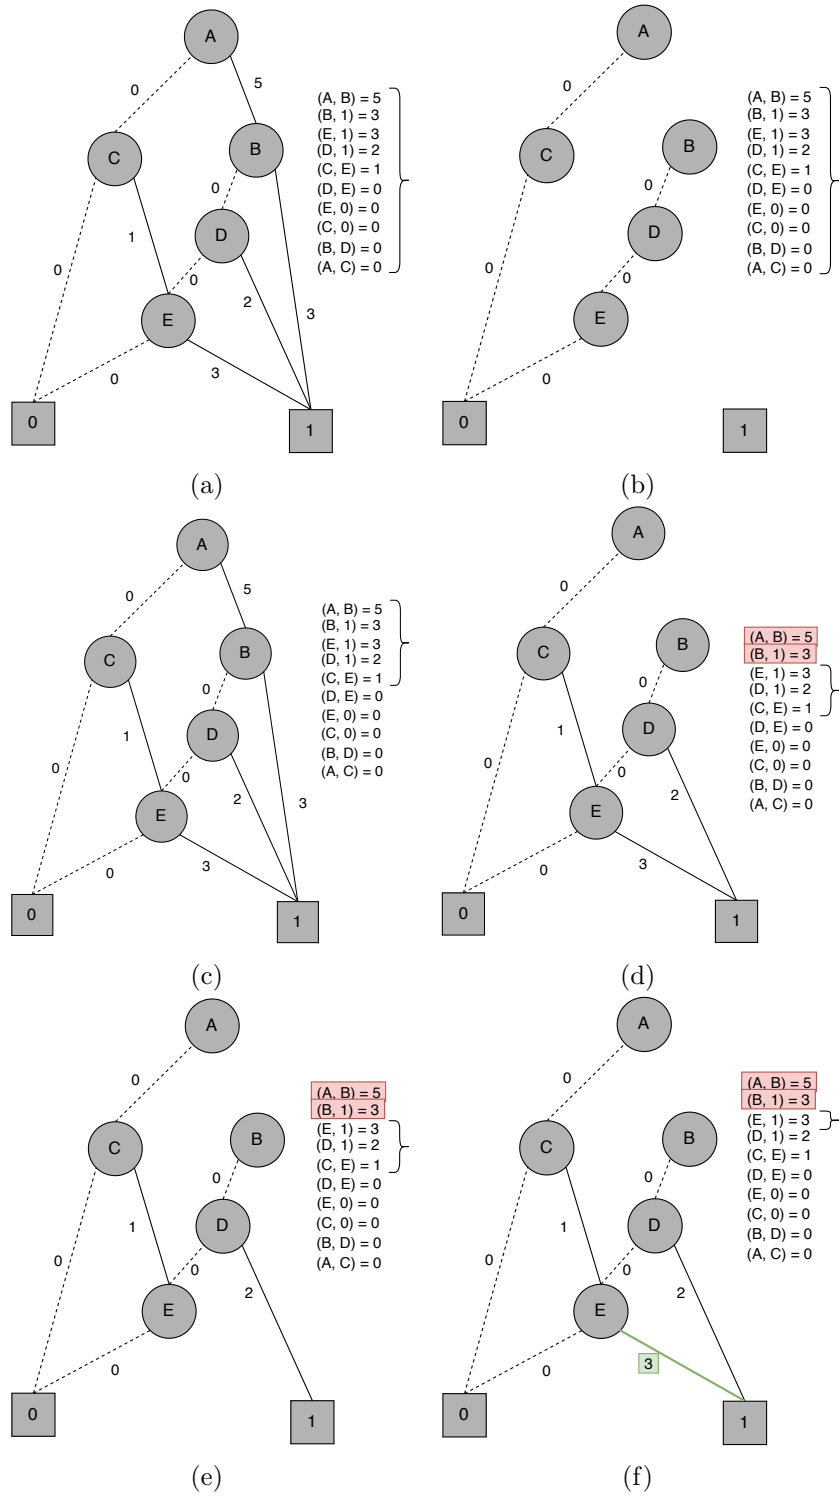 A
0
5
C
B
0
D
1
0
0
2
3
E
0
3
0
1
(A, B) = 5
(B, 1) = 3
(E, 1) = 3
(D, 1) = 2
(C, E) = 1
(D, E) = 0
(E, 0) = 0
(C, 0) = 0
(B, D) = 0
(A, C) = 0
(a)
A
0
C
B
0
D
0
0
E
0
0
1
(A, B) = 5
(B, 1) = 3
(E, 1) = 3
(D, 1) = 2
(C, E) = 1
(D, E) = 0
(E, 0) = 0
(C, 0) = 0
(B, D) = 0
(A, C) = 0
(b)
A
0
5
C
B
0
D
1
0
0
2
3
E
0
3
0
1
(A, B) = 5
(B, 1) = 3
(E, 1) = 3
(D, 1) = 2
(C, E) = 1
(D, E) = 0
(E, 0) = 0
(C, 0) = 0
(B, D) = 0
(A, C) = 0
(c)
A
0
C
B
0
D
1
0
0
2
E
0
3
0
1
(A, B) = 5
(B, 1) = 3
(E, 1) = 3
(D, 1) = 2
(C, E) = 1
(D, E) = 0
(E, 0) = 0
(C, 0) = 0
(B, D) = 0
(A, C) = 0
(d)
A
0
C
B
0
D
1
0
0
2
E
0
0
1
(A, B) = 5
(B, 1) = 3
(E, 1) = 3
(D, 1) = 2
(C, E) = 1
(D, E) = 0
(E, 0) = 0
(C, 0) = 0
(B, D) = 0
(A, C) = 0
(e)
A
0
C
B
0
D
1
0
0
2
E
0
3
0
1
(A, B) = 5
(B, 1) = 3
(E, 1) = 3
(D, 1) = 2
(C, E) = 1
(D, E) = 0
(E, 0) = 0
(C, 0) = 0
(B, D) = 0
(A, C) = 0
(f)